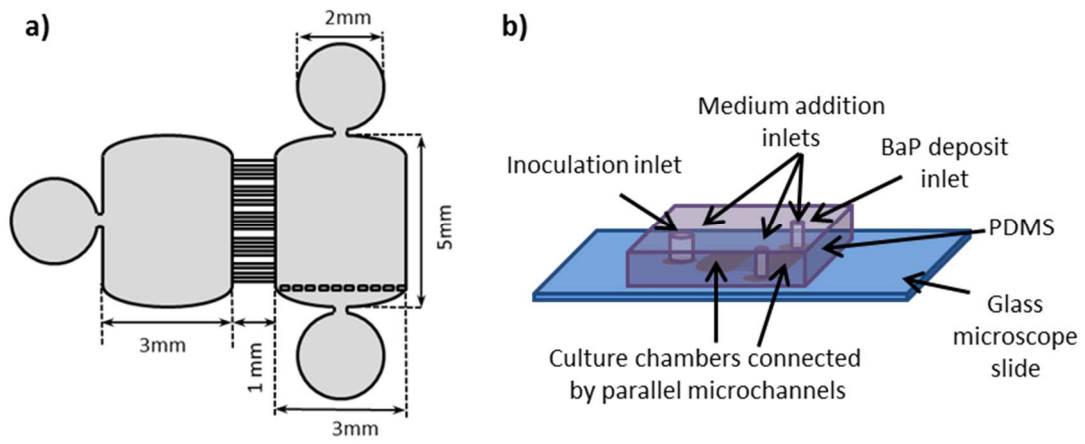 a)
2mm
5mm
3mm
1 mm
3mm
b)
Medium addition
inlets
Inoculation inlet
BaP deposit
inlet
PDMS
Glass
microscope
slide
Culture chambers connected
by parallel microchannels